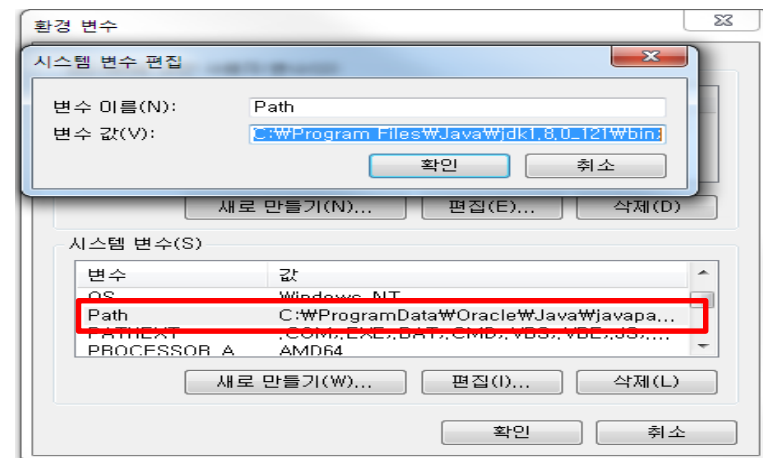 환경 변수
시스템 변수 편집
변수 이름(N): Path
변수 값(V): C:₩Program Files₩Java₩jdk1.8.0_121₩bin;
확인 취소
새로 만들기(N)... 편집(E)... 삭제(D)
시스템 변수(S)
변수 값
OS Windows_NT
Path C:₩ProgramData₩Oracle₩Java₩javapa...
PATHEXT .COM;.EXE;.BAT;.CMD;.VBS;.VBE;.JS;....
PROCESSOR_A... AMD64
새로 만들기(W)... 편집(I)... 삭제(L)
확인 취소